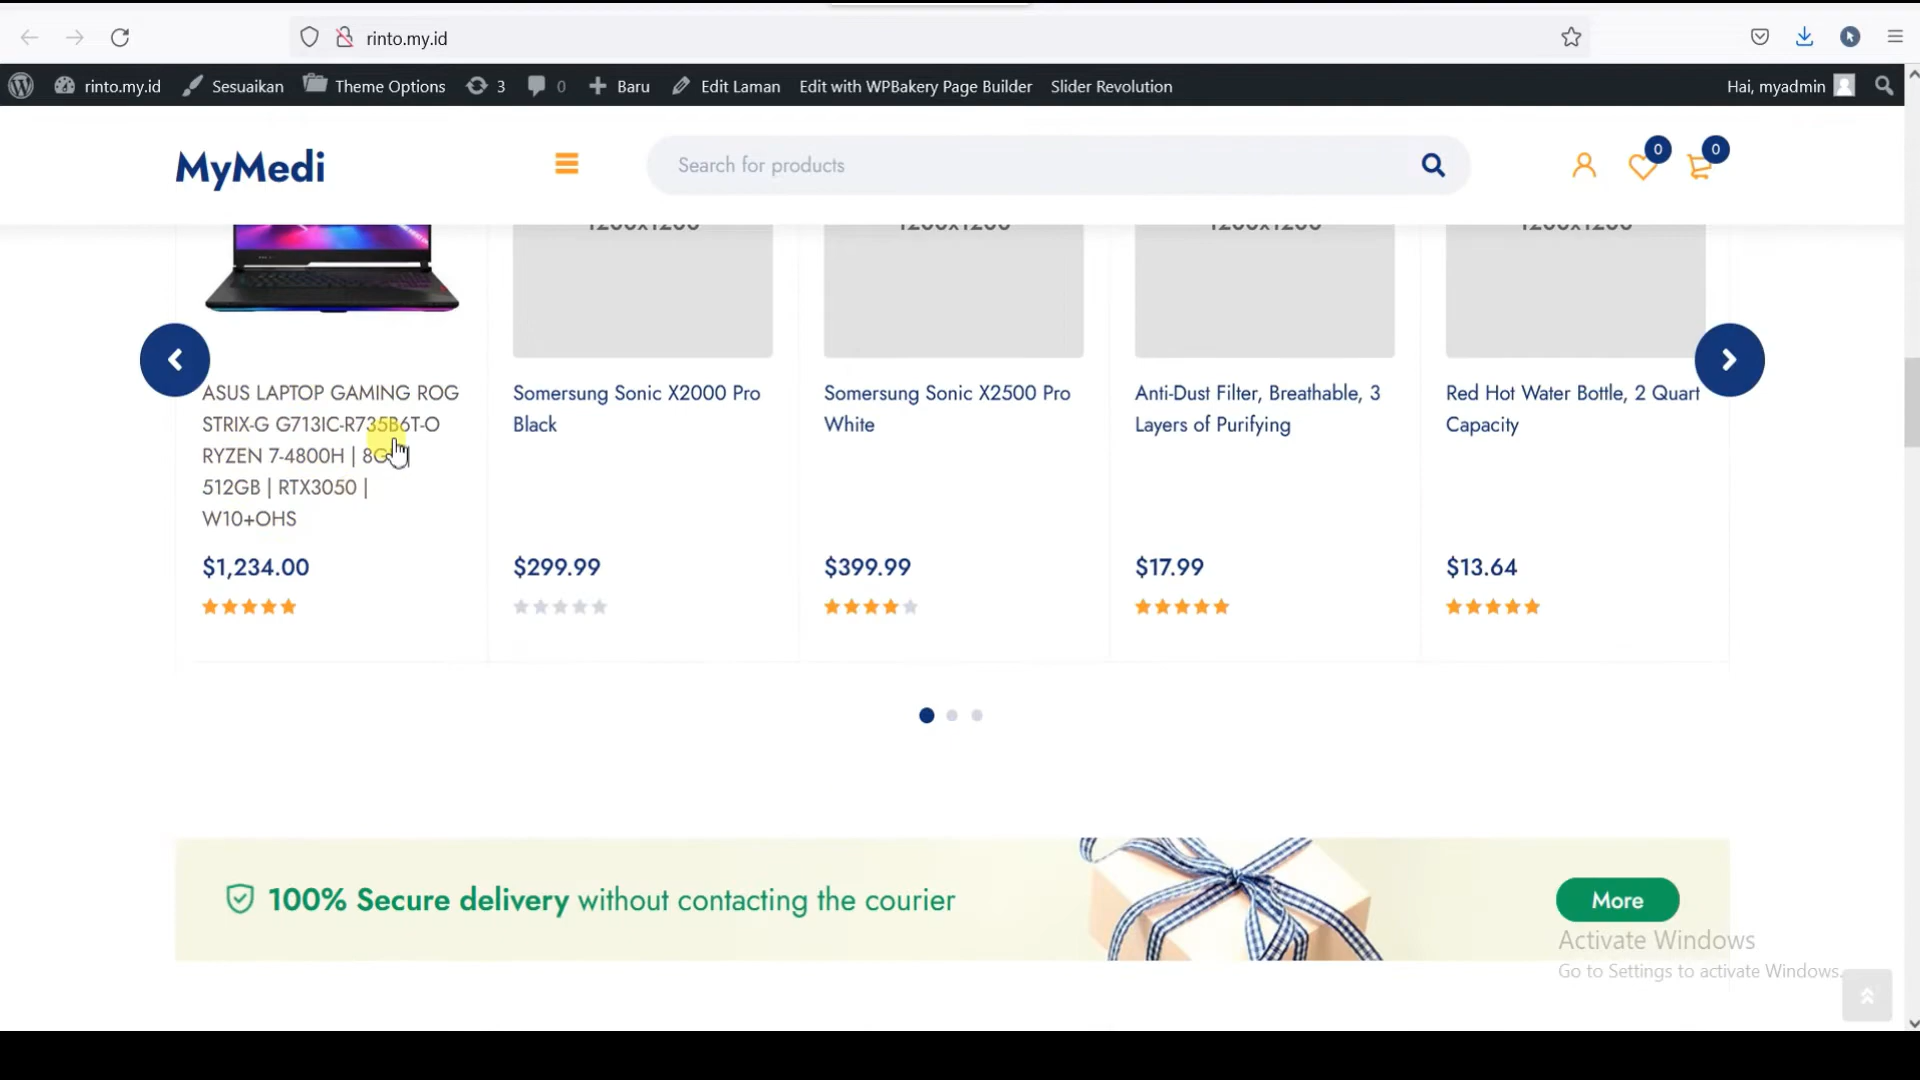 rinto.my.id
rinto.my.id Sesuaikan Theme Options 3 0 Baru Edit Laman Edit with WPBakery Page Builder Slider Revolution Hai, myadmin
MyMedi Search for products 0 0
1200x1200 1200x1200 1200x1200 1200x1200
ASUS LAPTOP GAMING ROG
STRIX-G G713IC-R735B6T-O
RYZEN 7-4800H |
512GB | RTX3050 |
W10+OHS
$1,234.00
Somersung Sonic X2000 Pro
Black
$299.99
Somersung Sonic X2500 Pro
White
$399.99
Anti-Dust Filter, Breathable, 3
Layers of Purifying
$17.99
Red Hot Water Bottle, 2 Quart
Capacity
$13.64
100% Secure delivery without contacting the courier
More
Activate Windows
Go to Settings to activate Windows.